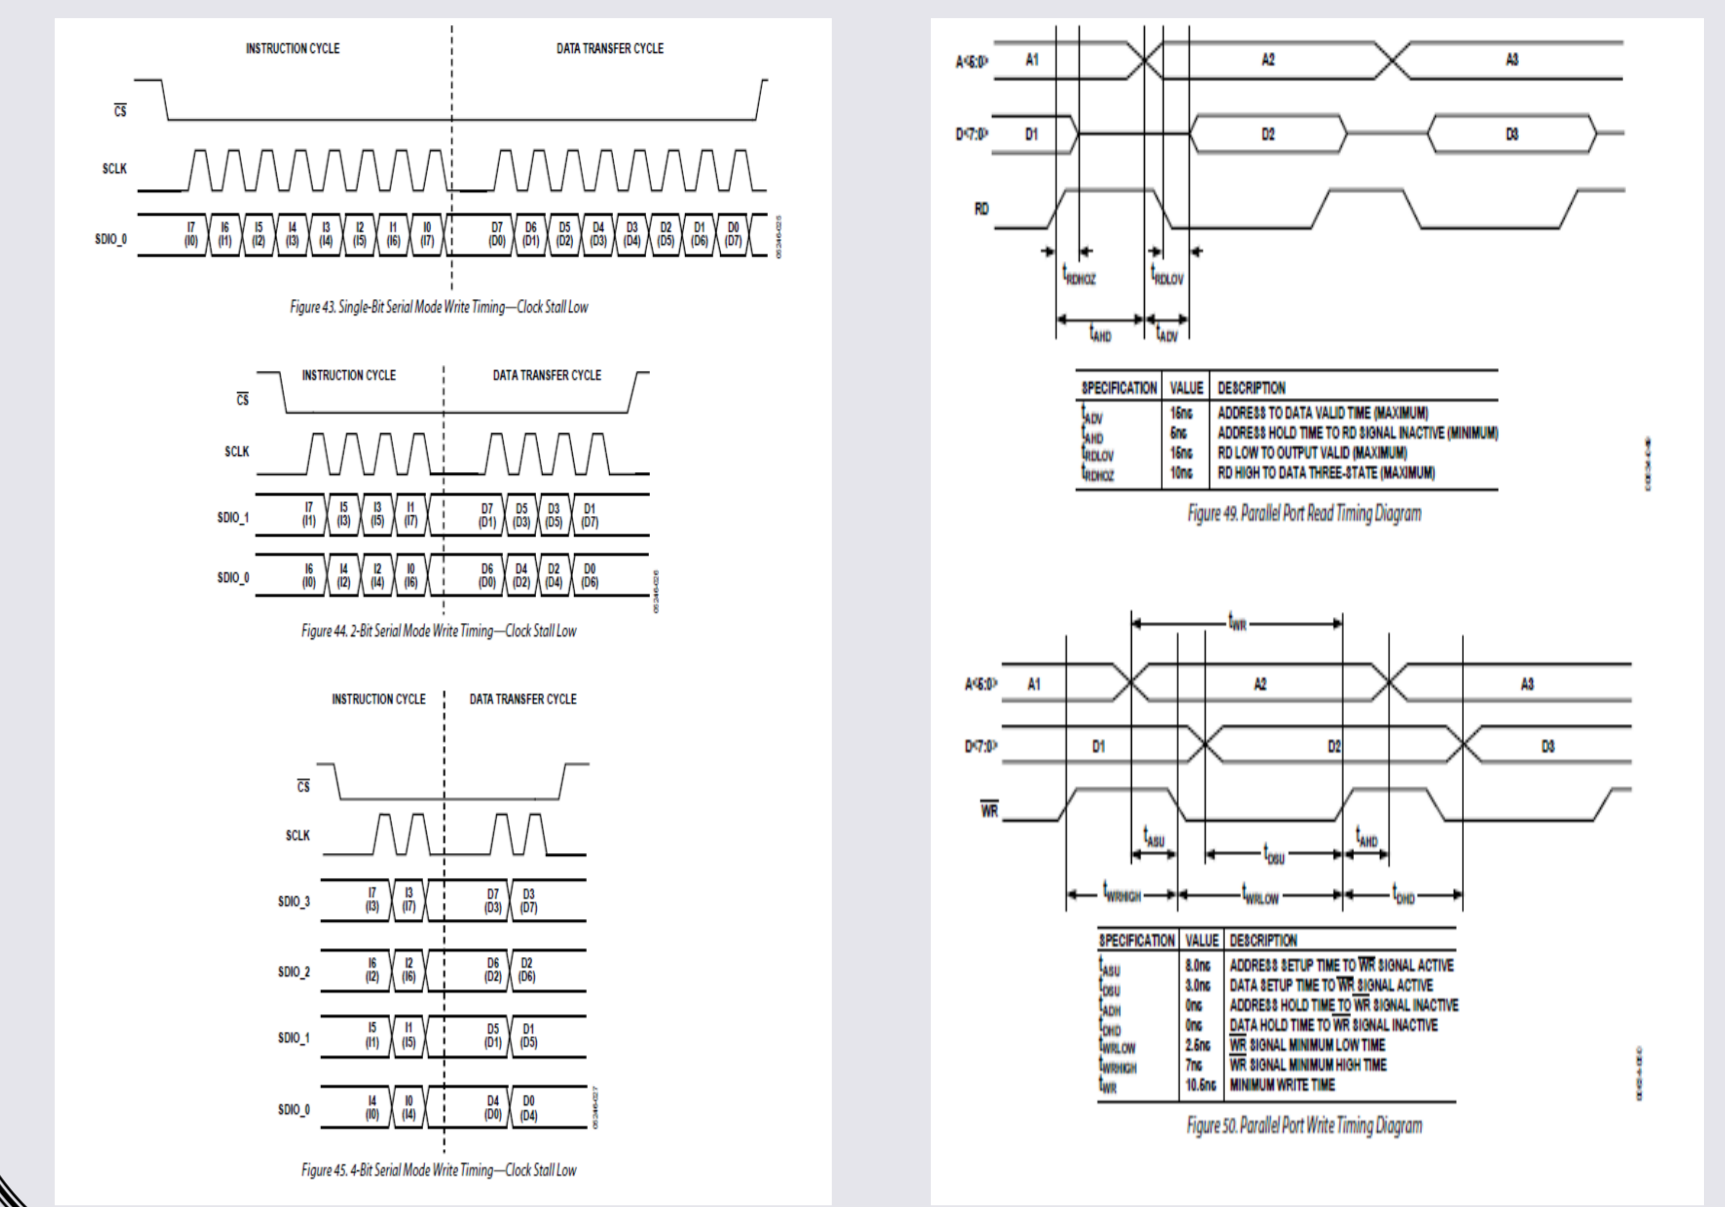 INSTRUCTION CYCLE DATA TRANSFER CYCLE
CS
SCLK
SDIO_0
I7 I6 I5 I4 I3 I2 I1 I0 D7 D6 D5 D4 D3 D2 D1 D0
(I0) (I1) (I2) (I3) (I4) (I5) (I6) (I7) (D0) (D1) (D2) (D3) (D4) (D5) (D6) (D7)
Figure 43. Single-Bit Serial Mode Write Timing—Clock Stall Low
INSTRUCTION CYCLE DATA TRANSFER CYCLE
CS
SCLK
SDIO_1
I7 I5 I3 I1 D7 D5 D3 D1
(I1) (I3) (I5) (I7) (D1) (D3) (D5) (D7)
SDIO_0
I6 I4 I2 I0 D6 D4 D2 D0
(I0) (I2) (I4) (I6) (D0) (D2) (D4) (D6)
Figure 44. 2-Bit Serial Mode Write Timing—Clock Stall Low
INSTRUCTION CYCLE DATA TRANSFER CYCLE
CS
SCLK
SDIO_3
I7 I3 D7 D3
(I3) (I7) (D3) (D7)
SDIO_2
I6 I2 D6 D2
(I2) (I6) (D2) (D6)
SDIO_1
I5 I1 D5 D1
(I1) (I5) (D1) (D5)
SDIO_0
I4 I0 D4 D0
(I0) (I4) (D0) (D4)
Figure 45. 4-Bit Serial Mode Write Timing—Clock Stall Low
A<5:0> A1 A2 A3
D<7:0> D1 D2 D3
RD
tRDHOZ tRDLOV
tAHD tADV
SPECIFICATION VALUE DESCRIPTION
tADV 15ns ADDRESS TO DATA VALID TIME (MAXIMUM)
tAHD 5ns ADDRESS HOLD TIME TO RD SIGNAL INACTIVE (MINIMUM)
tRDLOV 15ns RD LOW TO OUTPUT VALID (MAXIMUM)
tRDHOZ 10ns RD HIGH TO DATA THREE-STATE (MAXIMUM)
Figure 49. Parallel Port Read Timing Diagram
tWR
A<5:0> A1 A2 A3
D<7:0> D1 D2 D3
WR
tASU tDSU tAHD
tWRHIGH tWRLOW tDHD
SPECIFICATION VALUE DESCRIPTION
tASU 8.0ns ADDRESS SETUP TIME TO WR SIGNAL ACTIVE
tDSU 3.0ns DATA SETUP TIME TO WR SIGNAL ACTIVE
tADH 0ns ADDRESS HOLD TIME TO WR SIGNAL INACTIVE
tDHD 0ns DATA HOLD TIME TO WR SIGNAL INACTIVE
tWRLOW 2.5ns WR SIGNAL MINIMUM LOW TIME
tWRHIGH 7ns WR SIGNAL MINIMUM HIGH TIME
tWR 10.5ns MINIMUM WRITE TIME
Figure 50. Parallel Port Write Timing Diagram